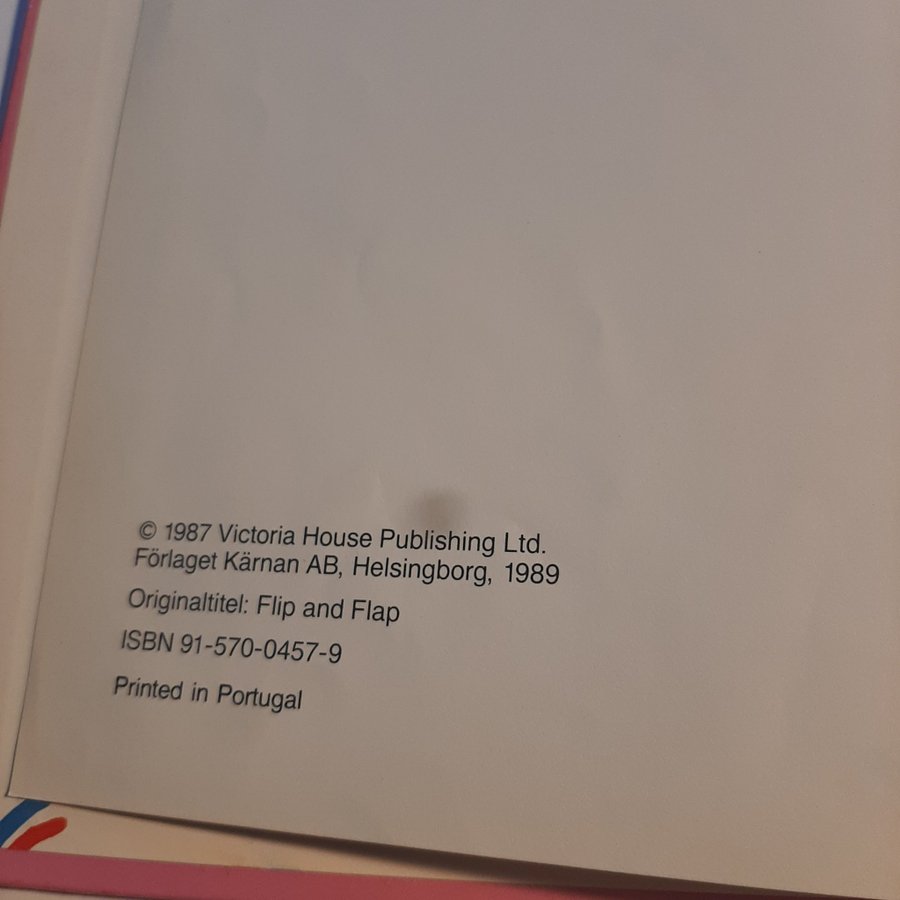 © 1987 Victoria House Publishing Ltd.
Förlaget Kärnan AB, Helsingborg, 1989
Originaltitel: Flip and Flap
ISBN 91-570-0457-9
Printed in Portugal